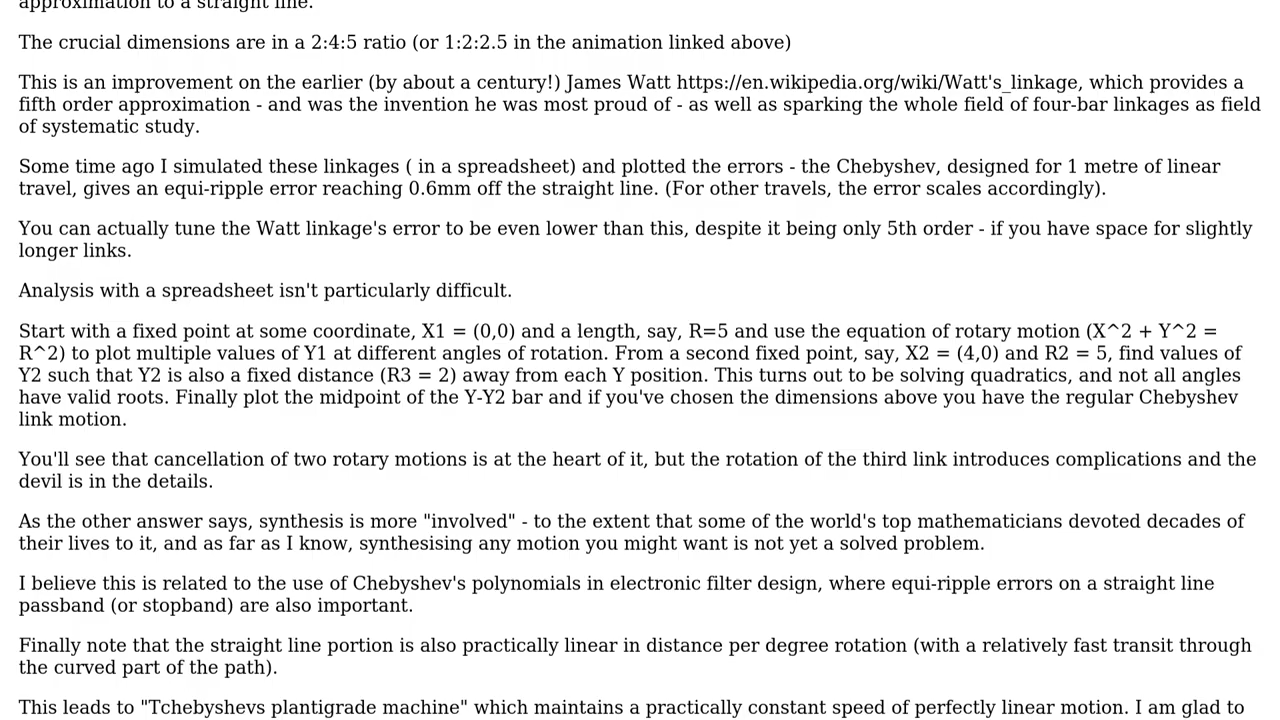 approximation to a straight line.
The crucial dimensions are in a 2:4:5 ratio (or 1:2:2.5 in the animation linked above)
This is an improvement on the earlier (by about a century!) James Watt https://en.wikipedia.org/wiki/Watt's_linkage, which provides a
fifth order approximation - and was the invention he was most proud of - as well as sparking the whole field of four-bar linkages as field
of systematic study.
Some time ago I simulated these linkages ( in a spreadsheet) and plotted the errors - the Chebyshev, designed for 1 metre of linear
travel, gives an equi-ripple error reaching 0.6mm off the straight line. (For other travels, the error scales accordingly).
You can actually tune the Watt linkage's error to be even lower than this, despite it being only 5th order - if you have space for slightly
longer links.
Analysis with a spreadsheet isn't particularly difficult.
Start with a fixed point at some coordinate, X1 = (0,0) and a length, say, R=5 and use the equation of rotary motion (X^2 + Y^2 =
R^2) to plot multiple values of Y1 at different angles of rotation. From a second fixed point, say, X2 = (4,0) and R2 = 5, find values of
Y2 such that Y2 is also a fixed distance (R3 = 2) away from each Y position. This turns out to be solving quadratics, and not all angles
have valid roots. Finally plot the midpoint of the Y-Y2 bar and if you've chosen the dimensions above you have the regular Chebyshev
link motion.
You'll see that cancellation of two rotary motions is at the heart of it, but the rotation of the third link introduces complications and the
devil is in the details.
As the other answer says, synthesis is more "involved" - to the extent that some of the world's top mathematicians devoted decades of
their lives to it, and as far as I know, synthesising any motion you might want is not yet a solved problem.
I believe this is related to the use of Chebyshev's polynomials in electronic filter design, where equi-ripple errors on a straight line
passband (or stopband) are also important.
Finally note that the straight line portion is also practically linear in distance per degree rotation (with a relatively fast transit through
the curved part of the path).
This leads to "Tchebyshevs plantigrade machine" which maintains a practically constant speed of perfectly linear motion. I am glad to